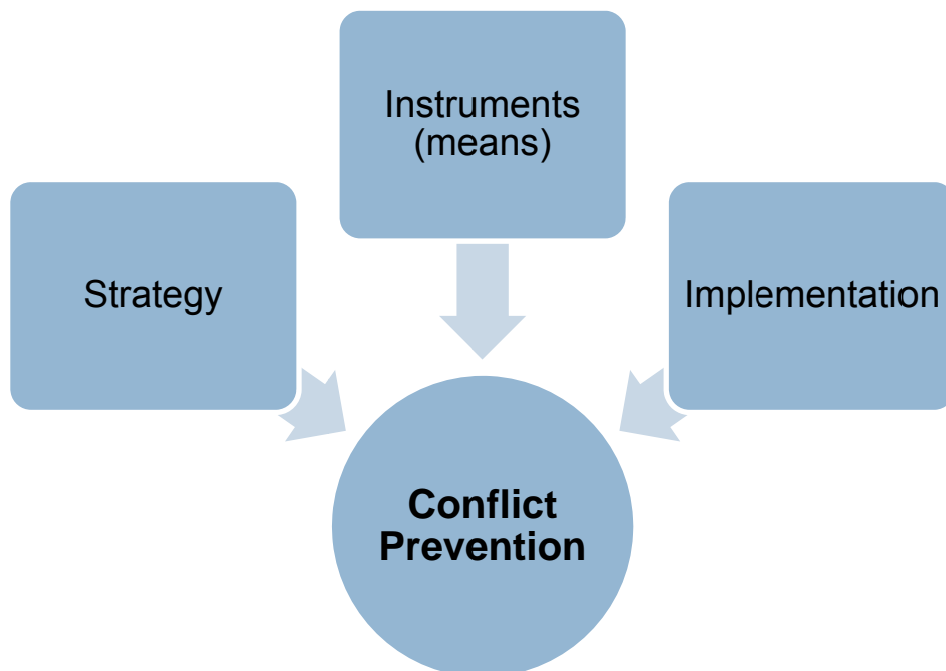 Instruments
(means)
Strategy
Implementation
Conflict
Prevention